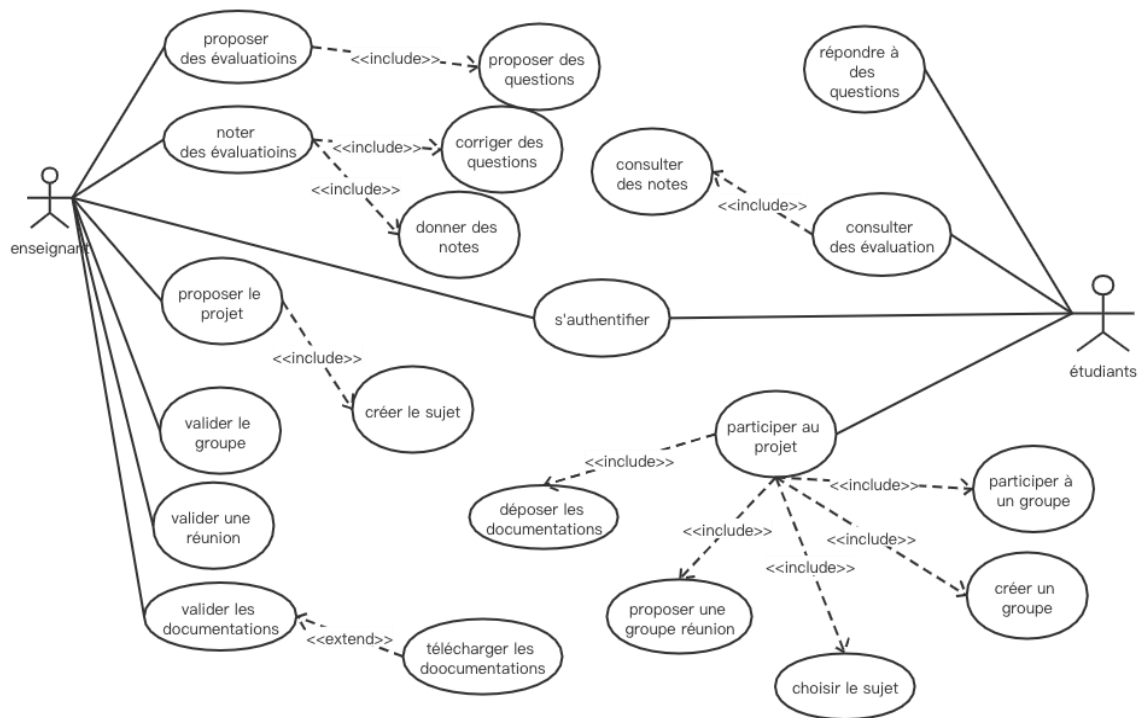 proposer
des évaluatioins
<<include>>
proposer des
questions
répondre à
des
questions
noter
des évaluatioins
<<include>>
corriger des
questions
<<include>>
donner des
notes
consulter
des notes
<<include>>
consulter
des évaluation
enseignant
proposer le
projet
<<include>>
créer le sujet
s'authentifier
étudiants
valider le
groupe
participer au
projet
<<include>>
déposer les
documentations
<<include>>
participer à
un groupe
valider une
réunion
<<include>>
<<include>>
<<include>>
créer un
groupe
proposer une
groupe réunion
choisir le sujet
valider les
documentations
<<extend>>
télécharger les
doocumentations